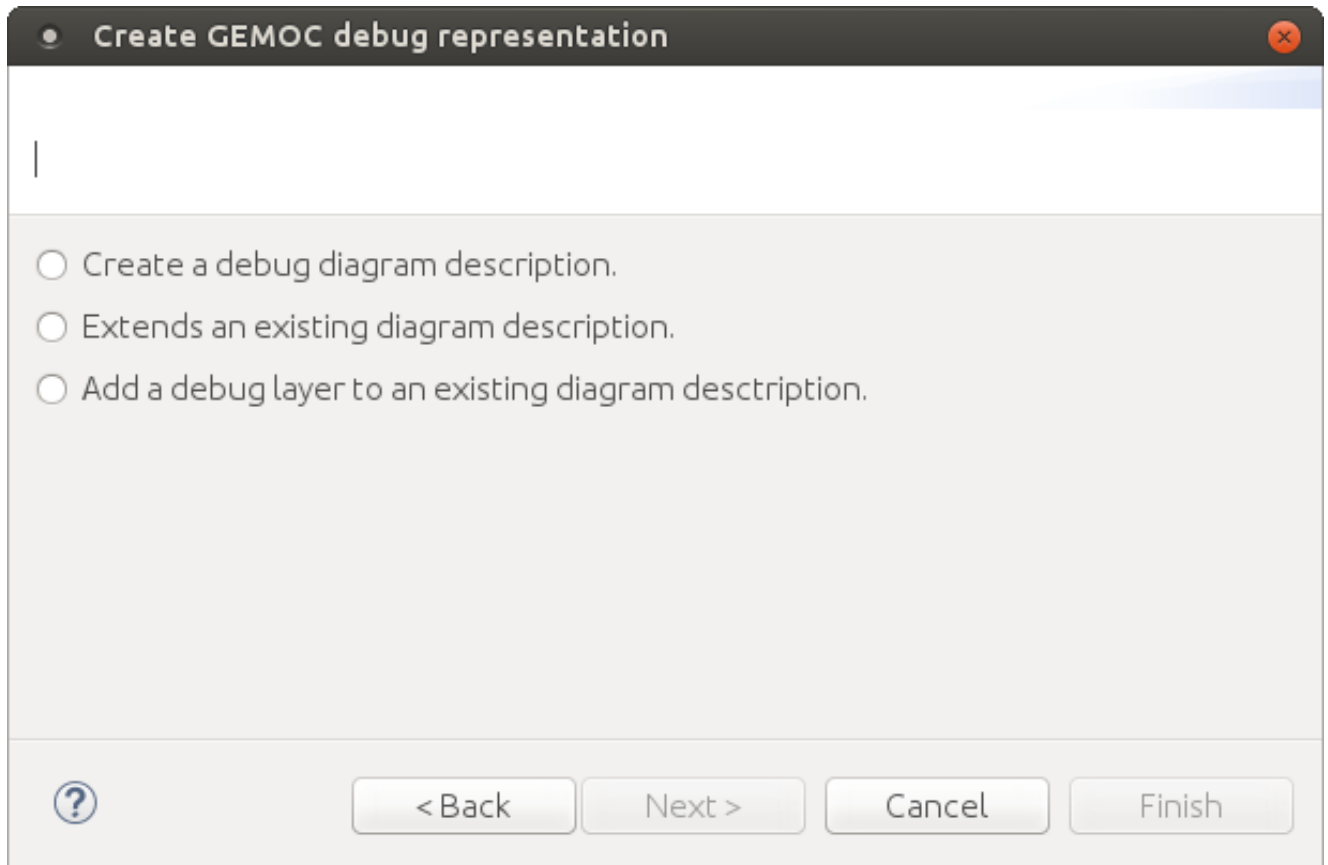 Create GEMOC debug representation
Create a debug diagram description.
Extends an existing diagram description.
Add a debug layer to an existing diagram desctription.
? < Back Next > Cancel Finish